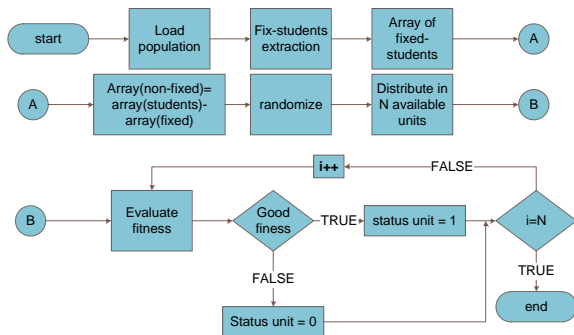 start
Load
population
Fix-students
extraction
Array of
fixed-
students
A
A
Array(non-fixed)=
array(students)-
array(fixed)
randomize
Distribute in
N available
units
B
i++
FALSE
B
Evaluate
fitness
Good
finess
TRUE
status unit = 1
i=N
FALSE
TRUE
Status unit = 0
end